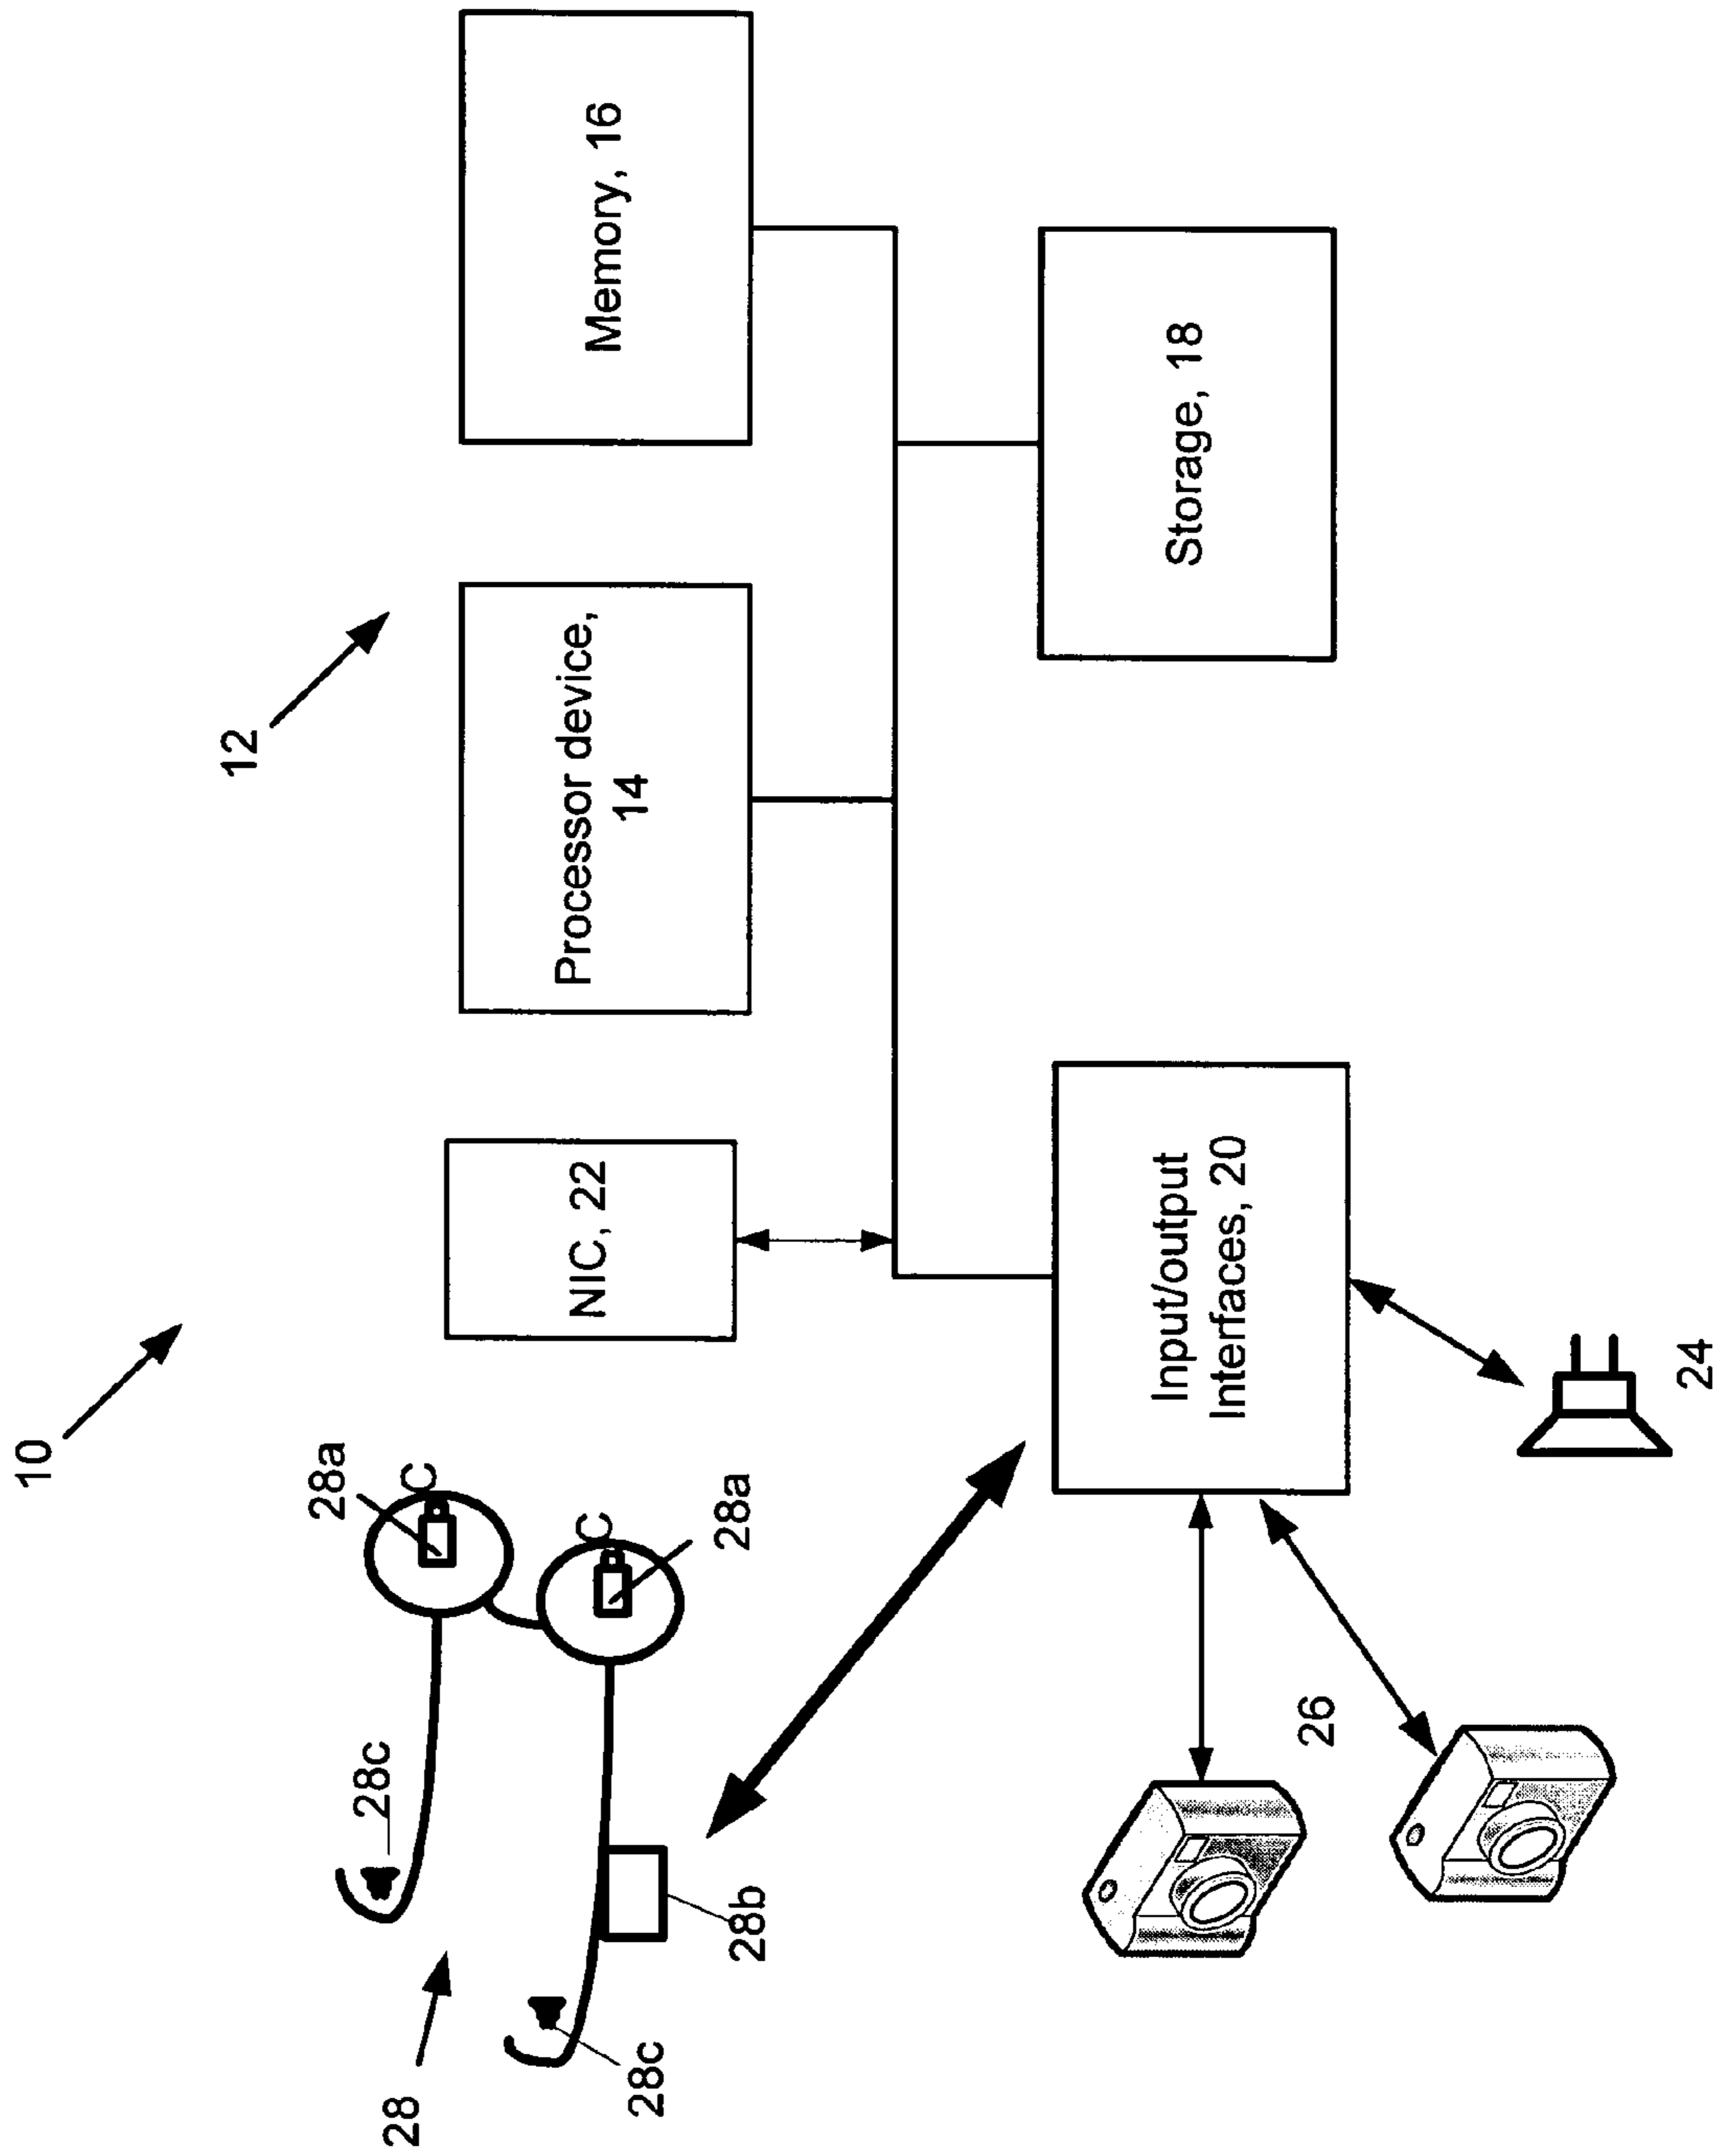 10
12
28a
C
28a
C
28c
28
28c
28b
NIC, 22
Processor device,
14
Memory, 16
Input/output
Interfaces, 20
Storage, 18
26
24